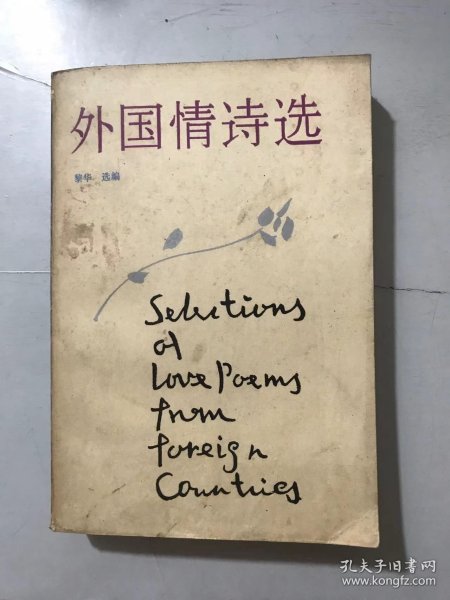 外国情诗选
黎华 选编
Selections
of
Love Poems
from
foreign
Countries
孔夫子旧书网
www.kongfz.com